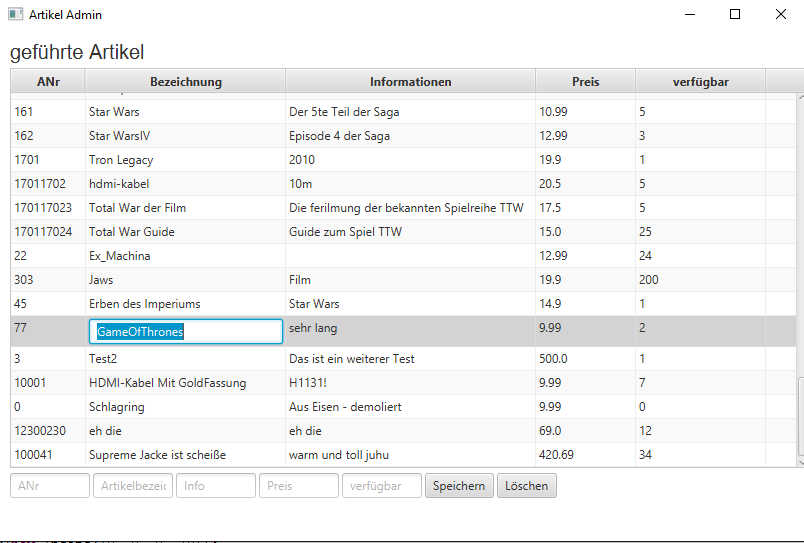 Artikel Admin
geführte Artikel
ANr Bezeichnung Informationen Preis verfügbar
161 Star Wars Der 5te Teil der Saga 10.99 5
162 Star WarsIV Episode 4 der Saga 12.99 3
1701 Tron Legacy 2010 19.9 1
17011702 hdmi-kabel 10m 20.5 5
170117023 Total War der Film Die ferilmung der bekannten Spielreihe TTW 17.5 5
170117024 Total War Guide Guide zum Spiel TTW 15.0 25
22 Ex_Machina 12.99 24
303 Jaws Film 19.9 200
45 Erben des Imperiums Star Wars 14.9 1
77 GameOfThrones sehr lang 9.99 2
3 Test2 Das ist ein weiterer Test 500.0 1
10001 HDMI-Kabel Mit GoldFassung H1131! 9.99 7
0 Schlagring Aus Eisen - demoliert 9.99 0
12300230 eh die eh die 69.0 12
100041 Supreme Jacke ist scheiße warm und toll juhu 420.69 34
ANr Artikelbezeic Info Preis verfügbar Speichern Löschen